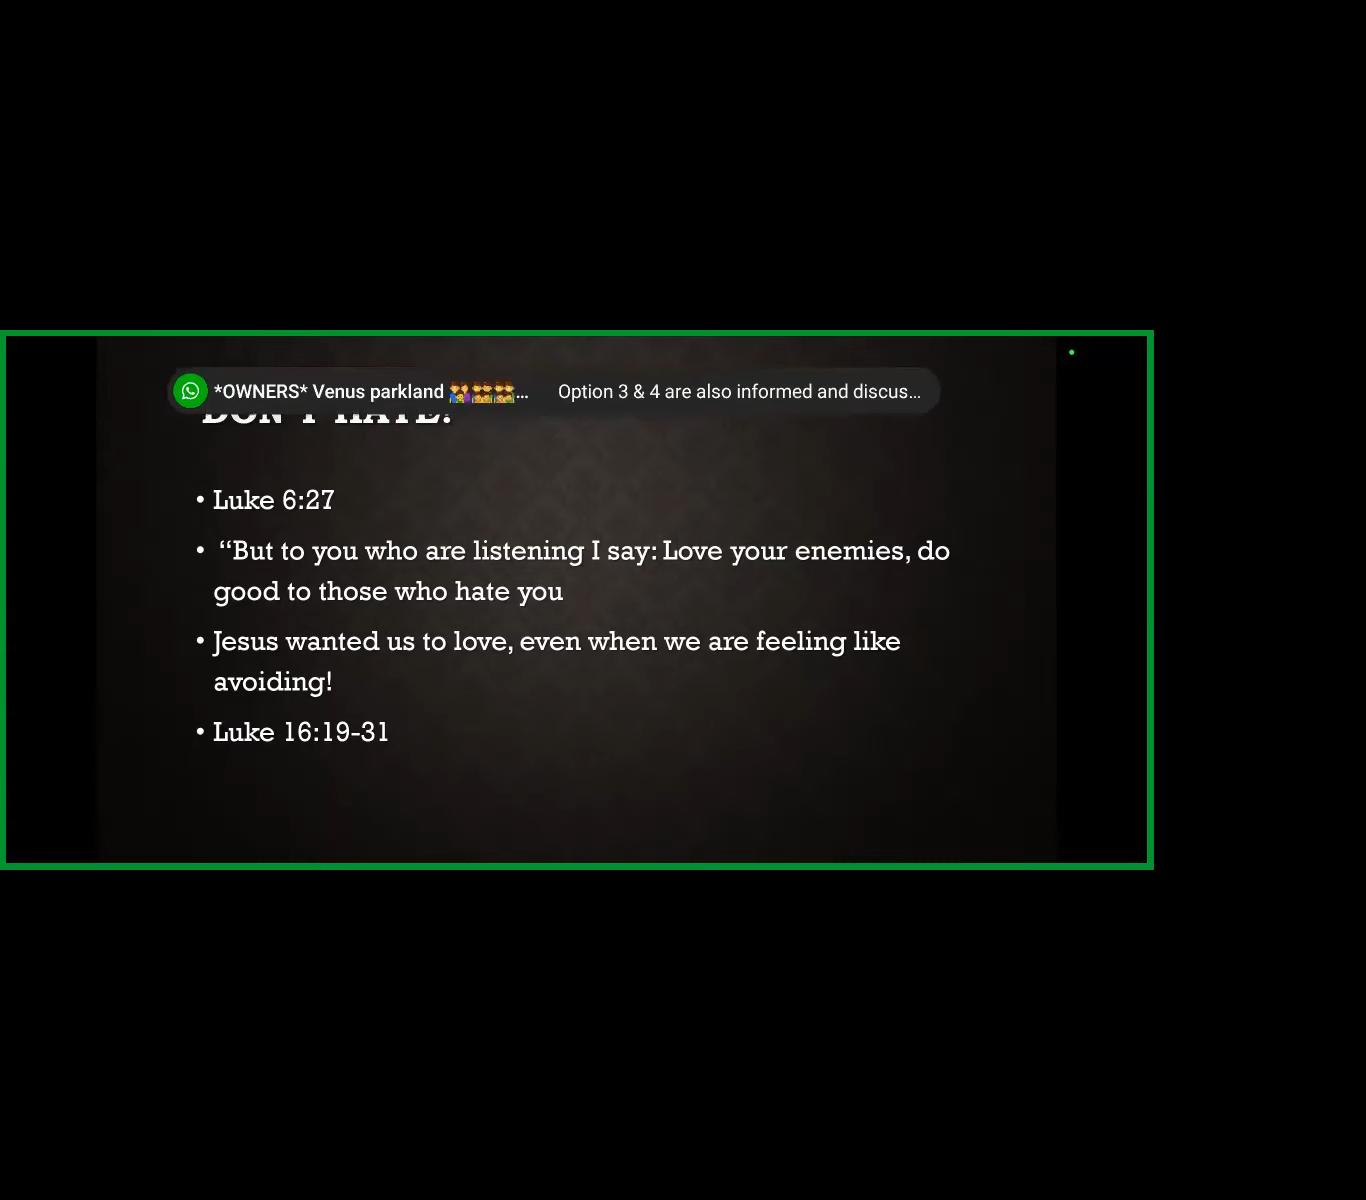 *OWNERS* Venus parkland 👨‍👩‍👦👨‍👩‍👦👨‍👩‍👦... Option 3 & 4 are also informed and discus...
DON'T HATE!
• Luke 6:27
• “But to you who are listening I say: Love your enemies, do
good to those who hate you
• Jesus wanted us to love, even when we are feeling like
avoiding!
• Luke 16:19-31